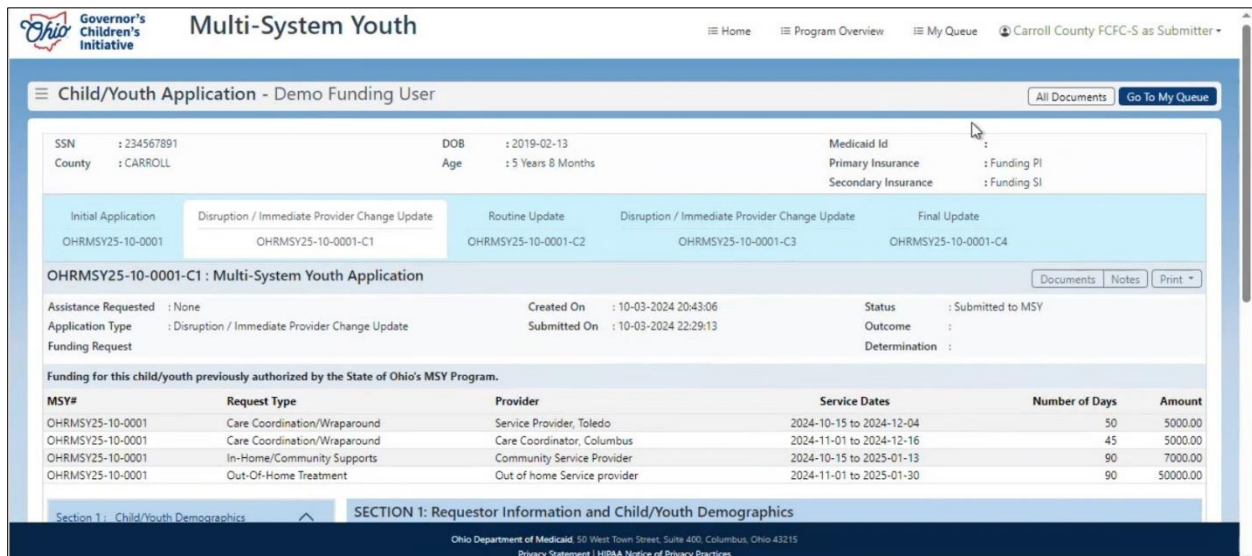 Ohio Governor's Children's Initiative
Multi-System Youth
Home Program Overview My Queue Carroll County FCFC-S as Submitter
Child/Youth Application - Demo Funding User
All Documents Go To My Queue
SSN : 234567891 DOB : 2019-02-13 Medicaid Id :
County : CARROLL Age : 5 Years 8 Months Primary Insurance : Funding PI
Secondary Insurance : Funding SI
Initial Application Disruption / Immediate Provider Change Update Routine Update Disruption / Immediate Provider Change Update Final Update
OHRMSY25-10-0001 OHRMSY25-10-0001-C1 OHRMSY25-10-0001-C2 OHRMSY25-10-0001-C3 OHRMSY25-10-0001-C4
OHRMSY25-10-0001-C1 : Multi-System Youth Application
Documents Notes Print
Assistance Requested : None Created On : 10-03-2024 20:43:06 Status : Submitted to MSY
Application Type : Disruption / Immediate Provider Change Update Submitted On : 10-03-2024 22:29:13 Outcome :
Funding Request Determination :
Funding for this child/youth previously authorized by the State of Ohio's MSY Program.
MSY# Request Type Provider Service Dates Number of Days Amount
OHRMSY25-10-0001 Care Coordination/Wraparound Service Provider, Toledo 2024-10-15 to 2024-12-04 50 5000.00
OHRMSY25-10-0001 Care Coordination/Wraparound Care Coordinator, Columbus 2024-11-01 to 2024-12-16 45 5000.00
OHRMSY25-10-0001 In-Home/Community Supports Community Service Provider 2024-10-15 to 2025-01-13 90 7000.00
OHRMSY25-10-0001 Out-Of-Home Treatment Out of home Service provider 2024-11-01 to 2025-01-30 90 50000.00
Section 1 : Child/Youth Demographics SECTION 1: Requestor Information and Child/Youth Demographics
Ohio Department of Medicaid, 50 West Town Street, Suite 400, Columbus, Ohio 43215
Privacy Statement | HIPAA Notice of Privacy Practices